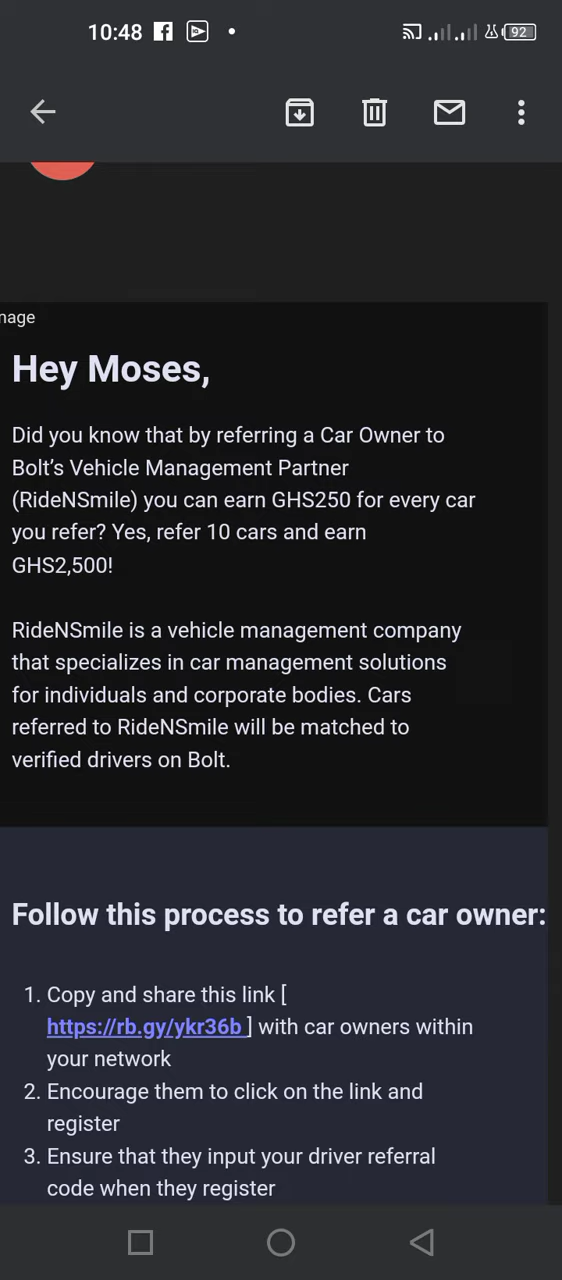 10:48
92
nage
Hey Moses,
Did you know that by referring a Car Owner to
Bolt’s Vehicle Management Partner
(RideNSmile) you can earn GHS250 for every car
you refer? Yes, refer 10 cars and earn
GHS2,500!
RideNSmile is a vehicle management company
that specializes in car management solutions
for individuals and corporate bodies. Cars
referred to RideNSmile will be matched to
verified drivers on Bolt.
Follow this process to refer a car owner:
1. Copy and share this link [
https://rb.gy/ykr36b ] with car owners within
your network
2. Encourage them to click on the link and
register
3. Ensure that they input your driver referral
code when they register